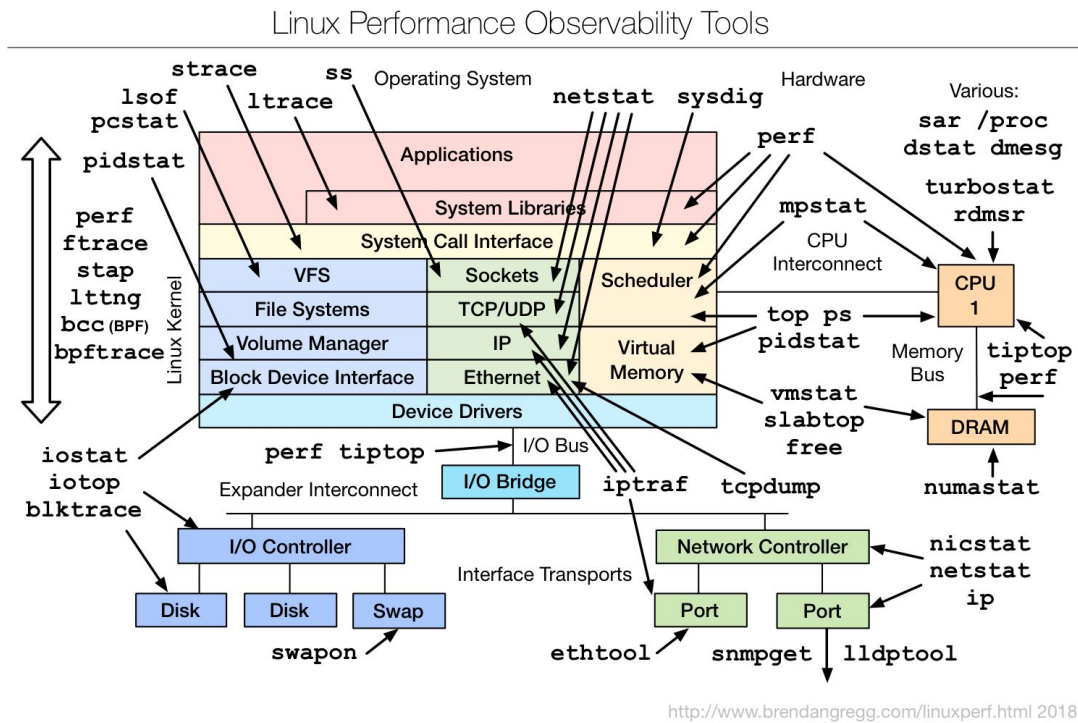 Linux Performance Observability Tools
strace
ss
Operating System
Hardware
Various:
lsof
ltrace
netstat
sysdig
sar /proc
pcstat
perf
dstat dmesg
pidstat
Applications
turbostat
rdmsr
System Libraries
mpstat
perf
ftrace
stap
lttng
bcc (BPF)
bpftrace
System Call Interface
CPU
Interconnect
Linux Kernel
VFS
Sockets
Scheduler
CPU
1
File Systems
TCP/UDP
top ps
pidstat
Volume Manager
IP
Virtual
Memory
Memory
Bus
tiptop
perf
Block Device Interface
Ethernet
vmstat
slabtop
free
Device Drivers
DRAM
iostat
iotop
blktrace
perf tiptop
I/O Bus
Expander Interconnect
I/O Bridge
iptraf
tcpdump
numastat
I/O Controller
Network Controller
nicstat
netstat
ip
Interface Transports
Disk
Disk
Swap
Port
Port
swapon
ethtool
snmpget
lldptool
http://www.brendangregg.com/linuxperf.html 2018